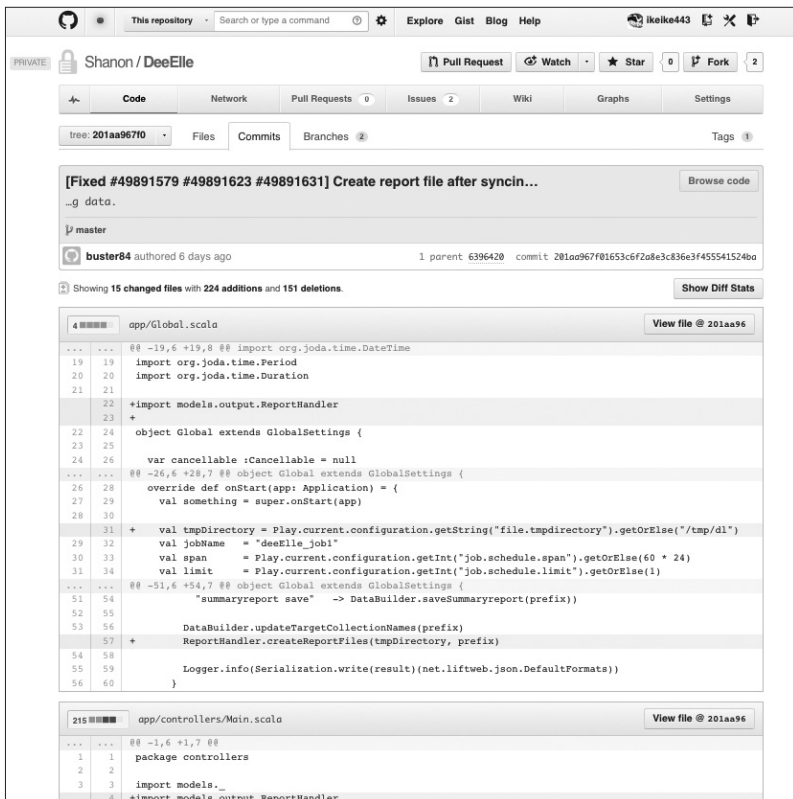 This repository Search or type a command Explore Gist Blog Help ikeike443
PRIVATE Shanon / DeeElle Pull Request Watch Star 0 Fork 2
Code Network Pull Requests 0 Issues 2 Wiki Graphs Settings
tree: 201aa967f0 Files Commits Branches 2 Tags 1
[Fixed #49891579 #49891623 #49891631] Create report file after syncin… Browse code
…g data.
master
buster84 authored 6 days ago 1 parent 6396420 commit 201aa967f01653c6f2a8e3c836e3f455541524ba
Showing 15 changed files with 224 additions and 151 deletions. Show Diff Stats
4 app/Global.scala View file @ 201aa96
... ... @@ -19,6 +19,8 @@ import org.joda.time.DateTime
19 19 import org.joda.time.Period
20 20 import org.joda.time.Duration
21 21
22 +import models.output.ReportHandler
23 +
22 24 object Global extends GlobalSettings {
23 25
24 26 var cancellable :Cancellable = null
... ... @@ -26,6 +28,7 @@ object Global extends GlobalSettings {
26 28 override def onStart(app: Application) = {
27 29 val something = super.onStart(app)
28 30
31 + val tmpDirectory = Play.current.configuration.getString("file.tmpdirectory").getOrElse("/tmp/dl")
29 32 val jobName = "deeElle_job1"
30 33 val span = Play.current.configuration.getInt("job.schedule.span").getOrElse(60 * 24)
31 34 val limit = Play.current.configuration.getInt("job.schedule.limit").getOrElse(1)
... ... @@ -51,6 +54,7 @@ object Global extends GlobalSettings {
51 54 "summaryreport save" -> DataBuilder.saveSummaryreport(prefix))
52 55
53 56 DataBuilder.updateTargetCollectionNames(prefix)
57 + ReportHandler.createReportFiles(tmpDirectory, prefix)
54 58
55 59 Logger.info(Serialization.write(result)(net.liftweb.json.DefaultFormats))
56 60 }
215 app/controllers/Main.scala View file @ 201aa96
... ... @@ -1,6 +1,7 @@
1 1 package controllers
2 2
3 3 import models._
4 +import models.output.ReportHandler